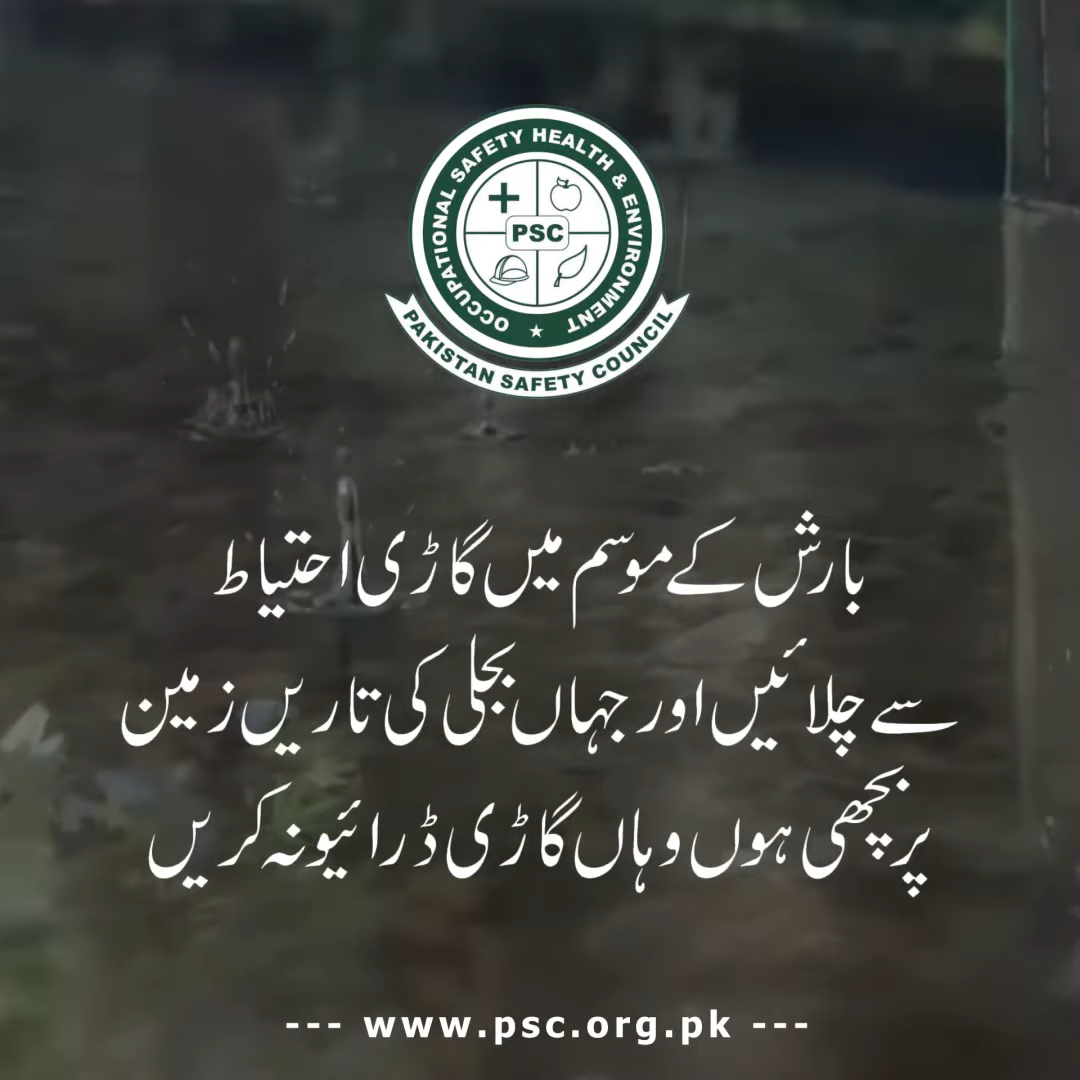 OCCUPATIONAL SAFETY HEALTH & ENVIRONMENT
PSC
PAKISTAN SAFETY COUNCIL
بارش کے موسم میں گاڑی احتیاط
سے چلائیں اور جہاں بجلی کی تاریں زمین
پر بچھی ہوں وہاں گاڑی ڈرائیو نہ کریں
--- www.psc.org.pk ---